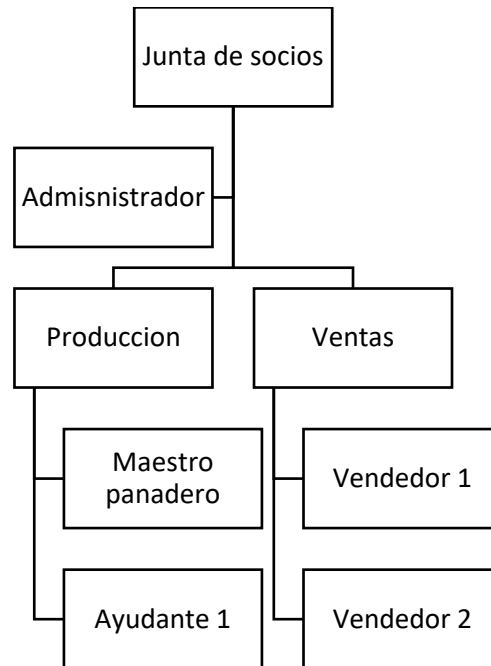 Junta de socios
Admisnistrador
Produccion
Ventas
Maestro
panadero
Vendedor 1
Ayudante 1
Vendedor 2